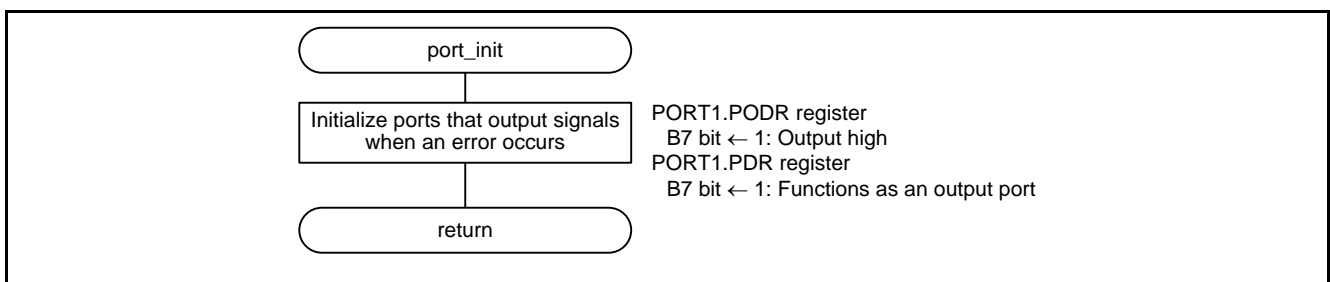 port_init
Initialize ports that output signals
when an error occurs
PORT1.PODR register
B7 bit ← 1: Output high
PORT1.PDR register
B7 bit ← 1: Functions as an output port
return